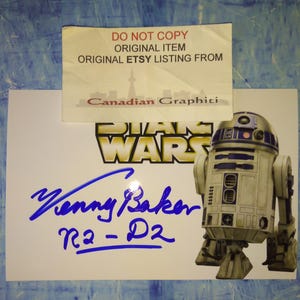 DO NOT COPY
ORIGINAL ITEM
ORIGINAL ETSY LISTING FROM
Canadian Graphiti
STAR
WARS
Kenny Baker
R2-D2